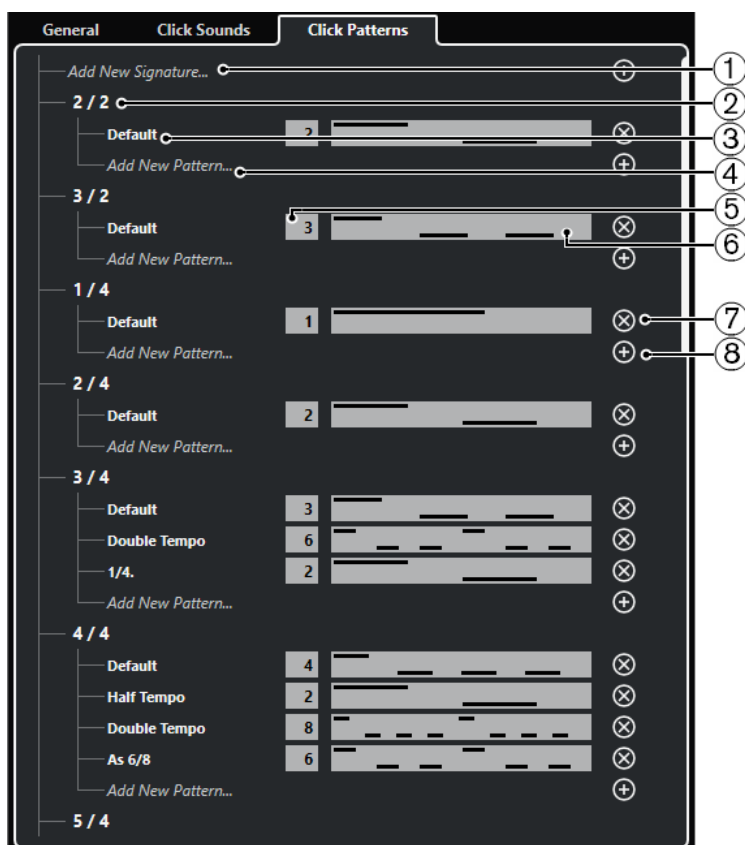 General Click Sounds Click Patterns
Add New Signature... ①
2 / 2 ②
Default 2 ③
Add New Pattern... ④
3 / 2 ⑤
Default 3 ⑥
Add New Pattern...
1 / 4
Default 1 ⑦
Add New Pattern... ⑧
2 / 4
Default 2
Add New Pattern...
3 / 4
Default 3
Double Tempo 6
1/4. 2
Add New Pattern...
4 / 4
Default 4
Half Tempo 2
Double Tempo 8
As 6/8 6
Add New Pattern...
5 / 4